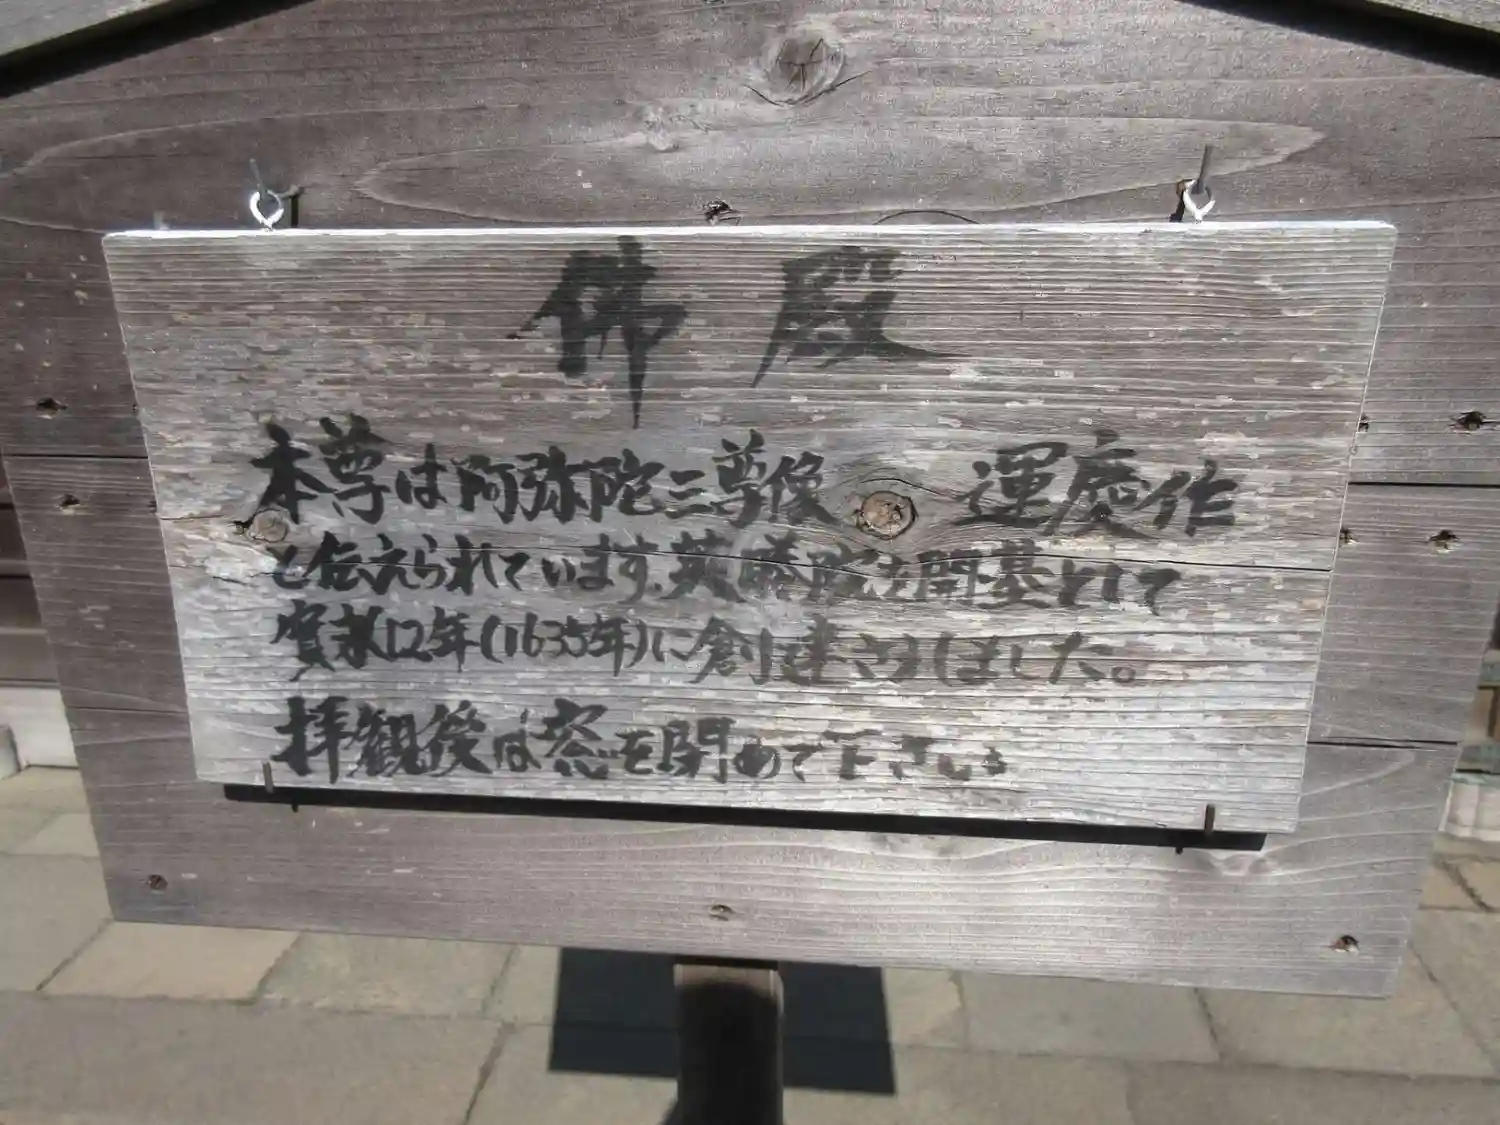 佛殿
本尊は阿弥陀三尊像 運慶作
と伝えられています。英勝院を開基として
寛永12年(1635年)に創建されました。
拝観後は窓を閉めて下さい